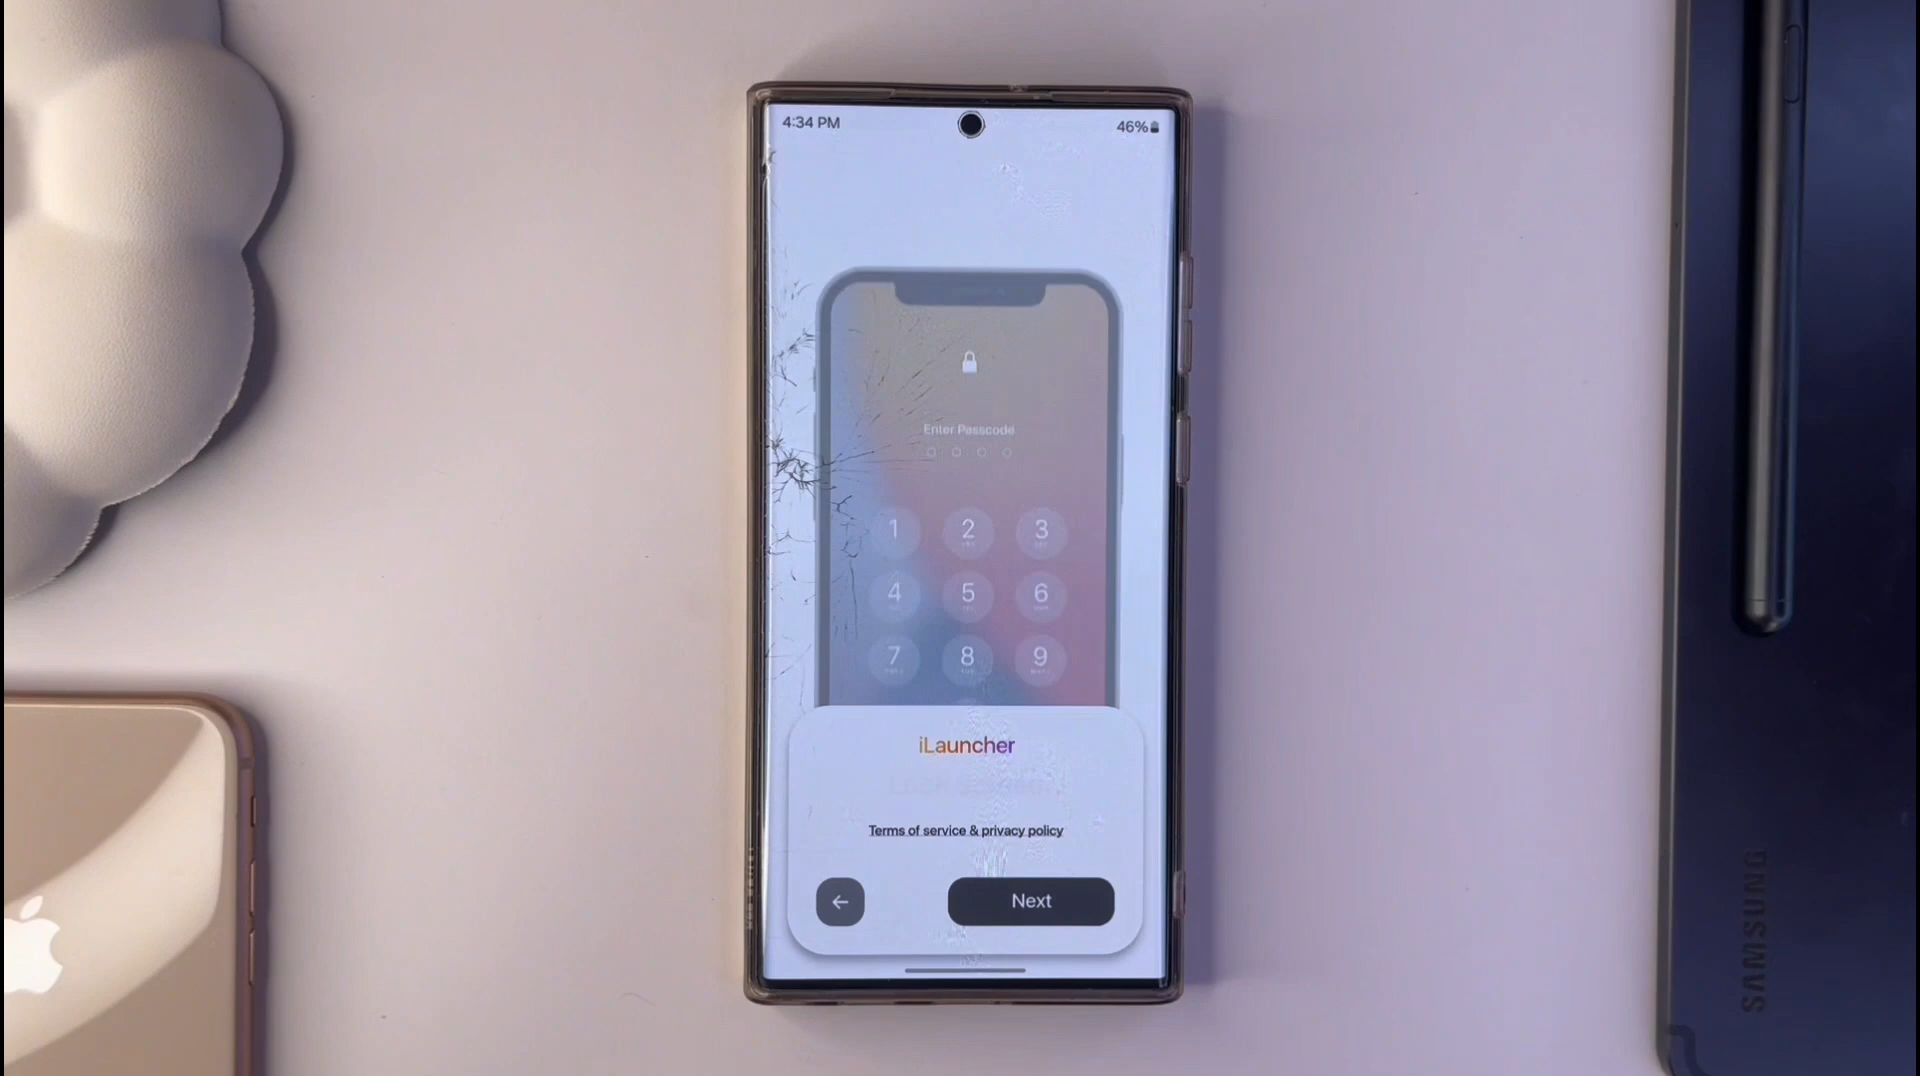 4:34 PM
46%
Enter Passcode
1 2 3
4 5 6
7 8 9
iLauncher
Terms of service & privacy policy
Next
SAMSUNG